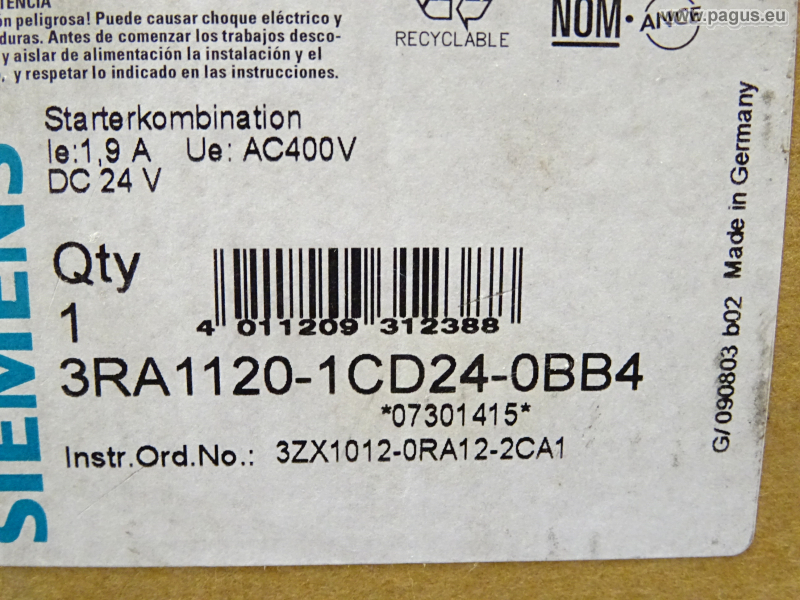 ATENCIÓN
ón peligrosa! Puede causar choque eléctrico y
duras. Antes de comenzar los trabajos desco-
y aislar de alimentación la instalación y el
, y respetar lo indicado en las instrucciones.
RECYCLABLE
NOM · ANCE
www.pagus.eu
Starterkombination
Ie:1,9 A Ue: AC400V
DC 24 V
SIEMENS
Qty
1
4 011209 312388
3RA1120-1CD24-0BB4
*07301415*
Instr.Ord.No.: 3ZX1012-0RA12-2CA1
G/090803 b02 Made in Germany